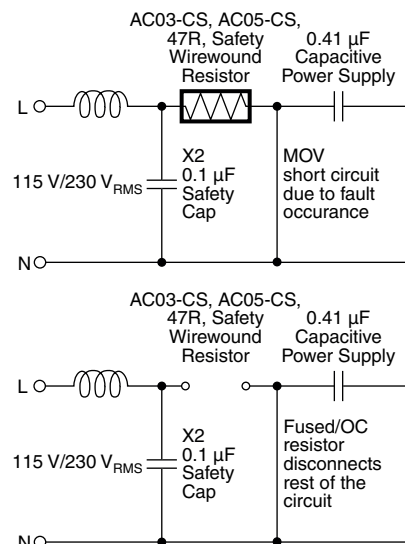 AC03-CS, AC05-CS,
47R, Safety
Wirewound
Resistor
0.41 µF
Capacitive
Power Supply
L
115 V/230 VRMS
X2
0.1 µF
Safety
Cap
MOV
short circuit
due to fault
occurance
N
AC03-CS, AC05-CS,
47R, Safety
Wirewound
Resistor
0.41 µF
Capacitive
Power Supply
L
115 V/230 VRMS
X2
0.1 µF
Safety
Cap
Fused/OC
resistor
disconnects
rest of the
circuit
N